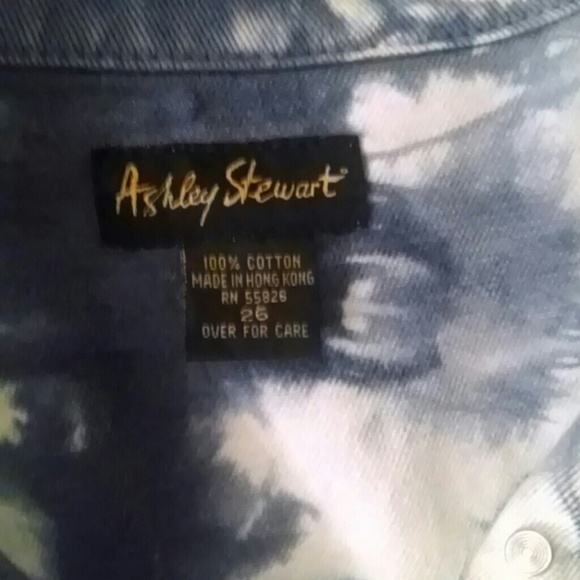 Ashley Stewart
100% COTTON
MADE IN HONG KONG
RN 55826
26
OVER FOR CARE